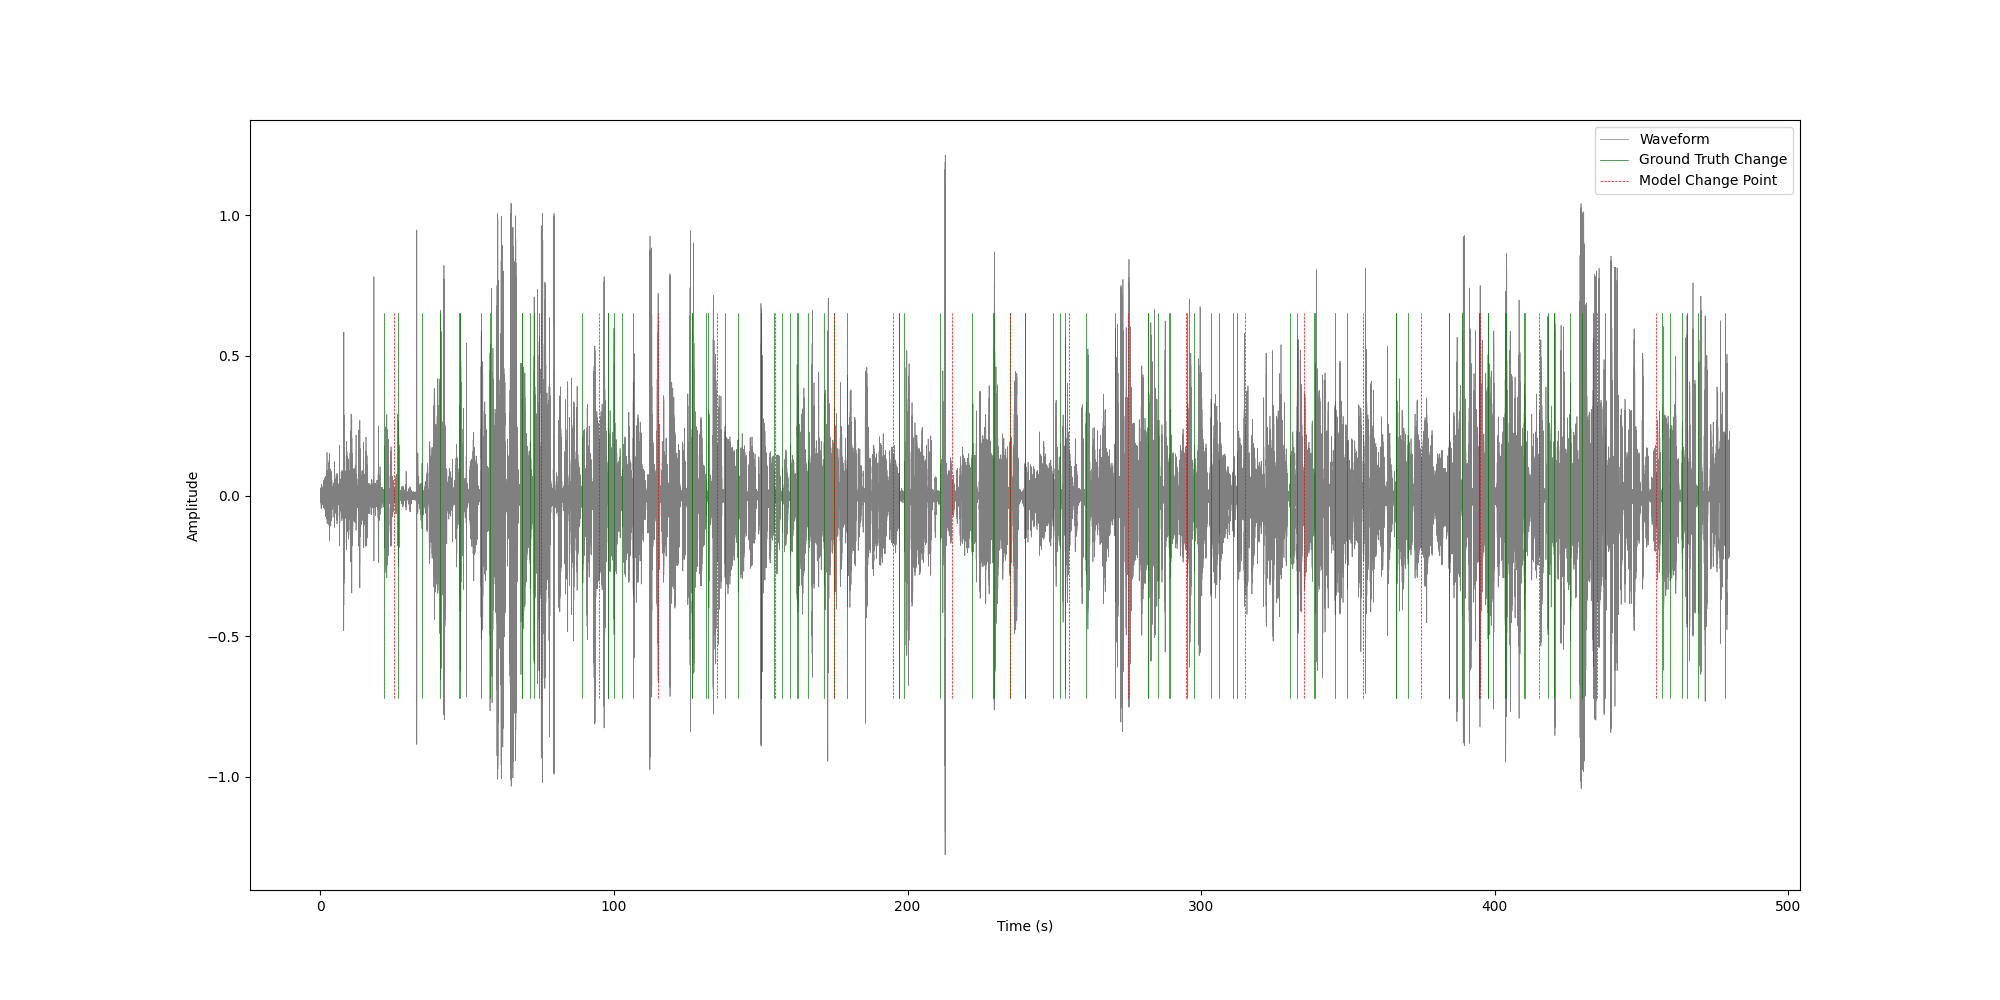 Waveform
Ground Truth Change
Model Change Point
1.0
0.5
0.0
−0.5
−1.0
Amplitude
0 100 200 300 400 500
Time (s)